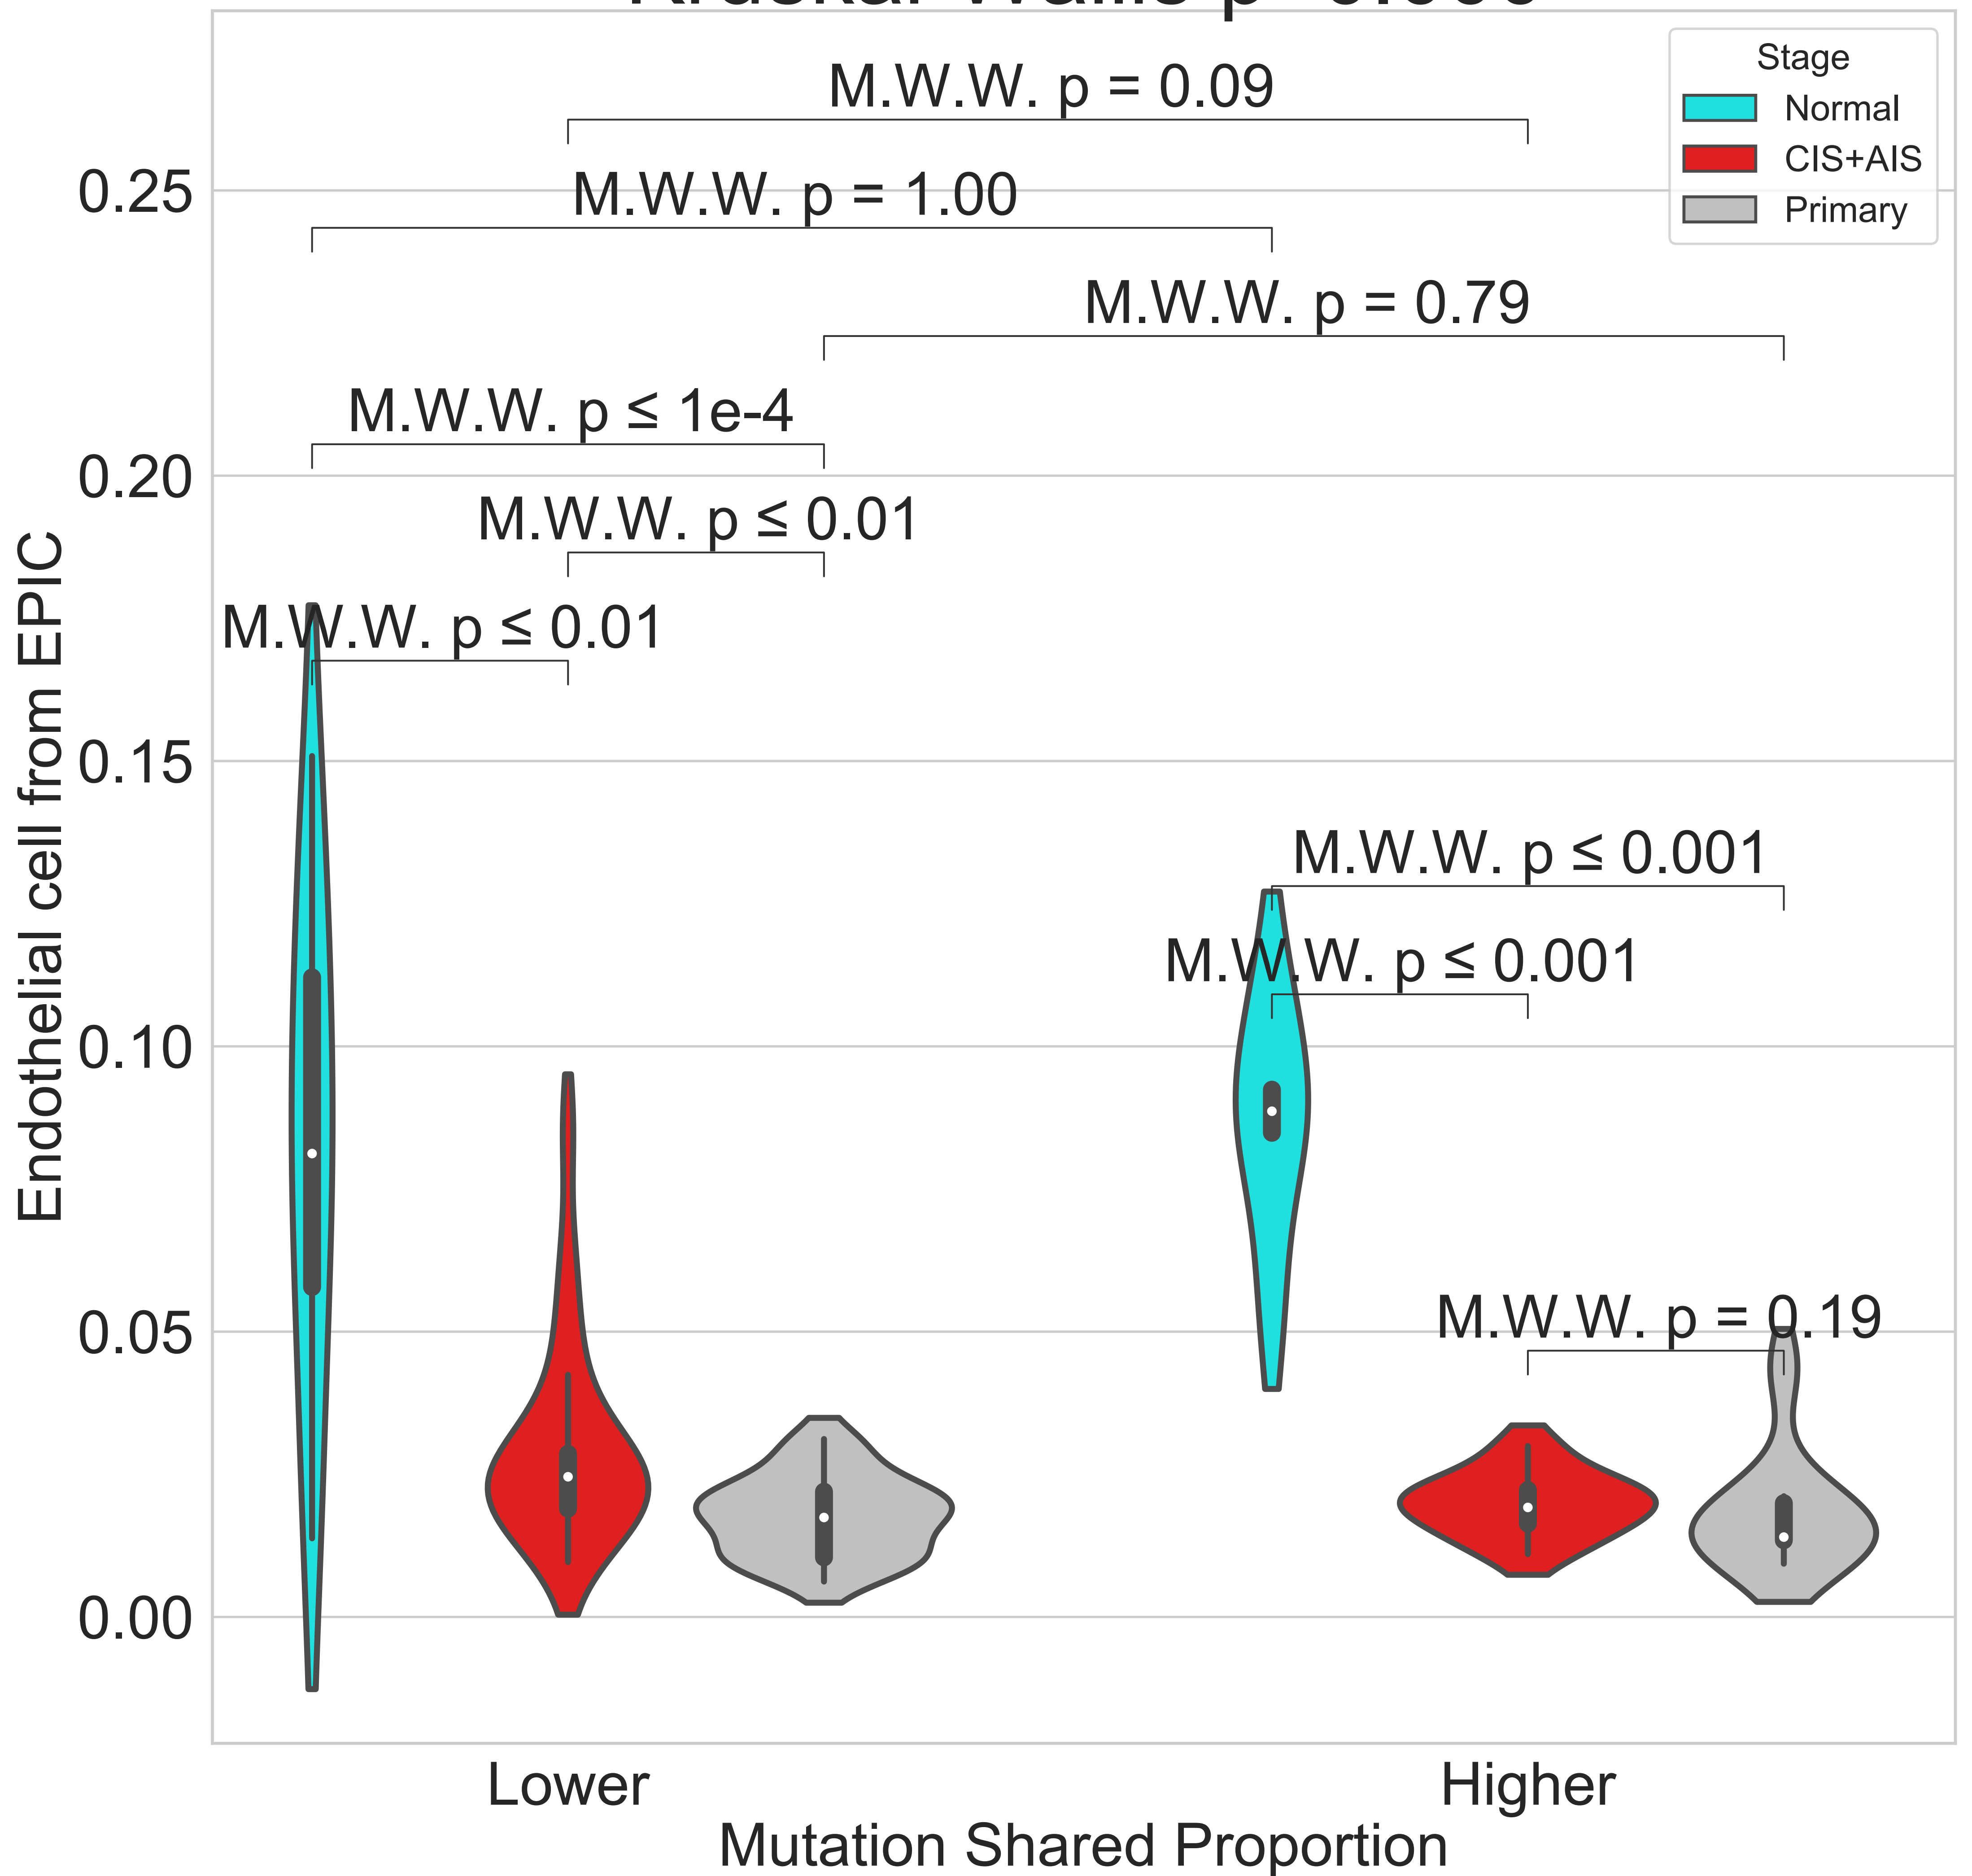 Stage
Normal
CIS+AIS
Primary
M.W.W. p = 0.09
M.W.W. p = 1.00
M.W.W. p = 0.79
M.W.W. p ≤ 1e-4
M.W.W. p ≤ 0.01
M.W.W. p ≤ 0.01
M.W.W. p ≤ 0.001
M.W.W. p ≤ 0.001
M.W.W. p = 0.19
0.25
0.20
0.15
0.10
0.05
0.00
Endothelial cell from EPIC
Lower
Higher
Mutation Shared Proportion